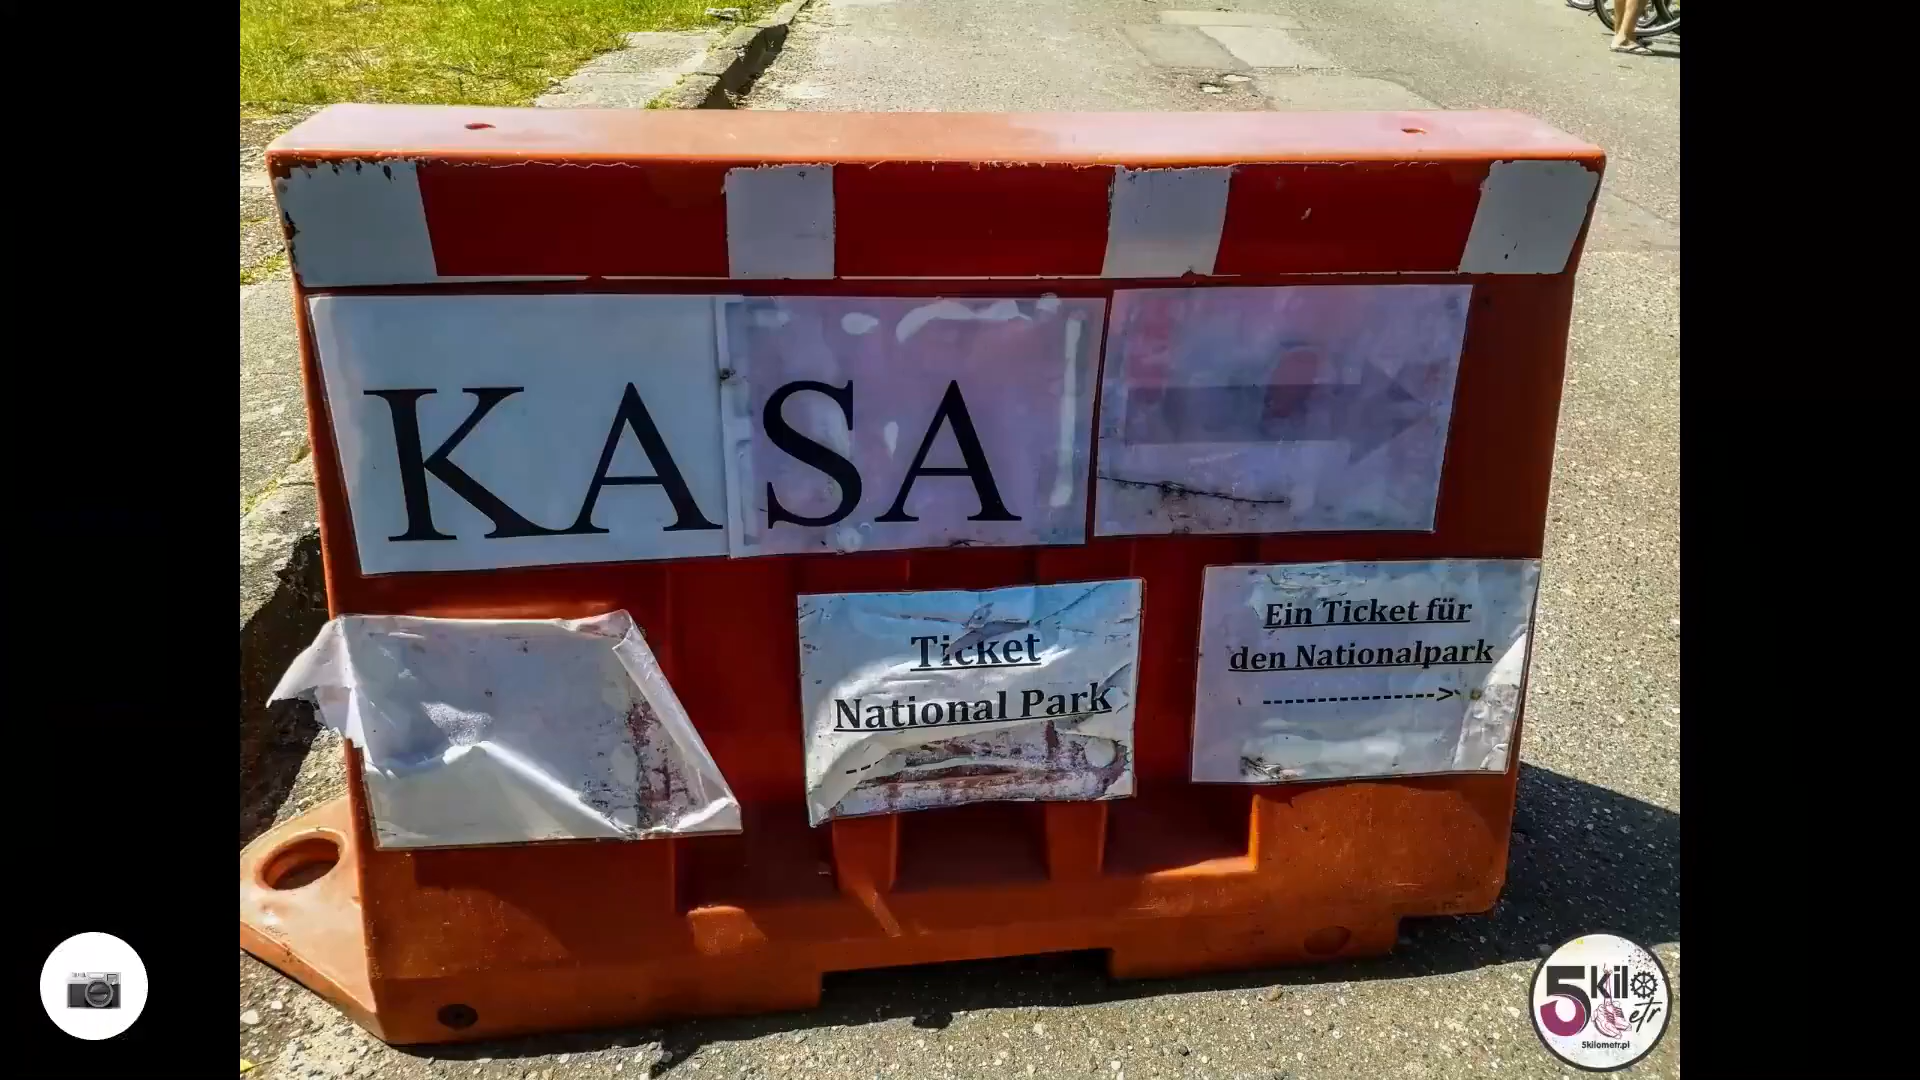 KASA
Ticket
National Park
Ein Ticket für
den Nationalpark
------------->
5kilometr
5kilometr.pl